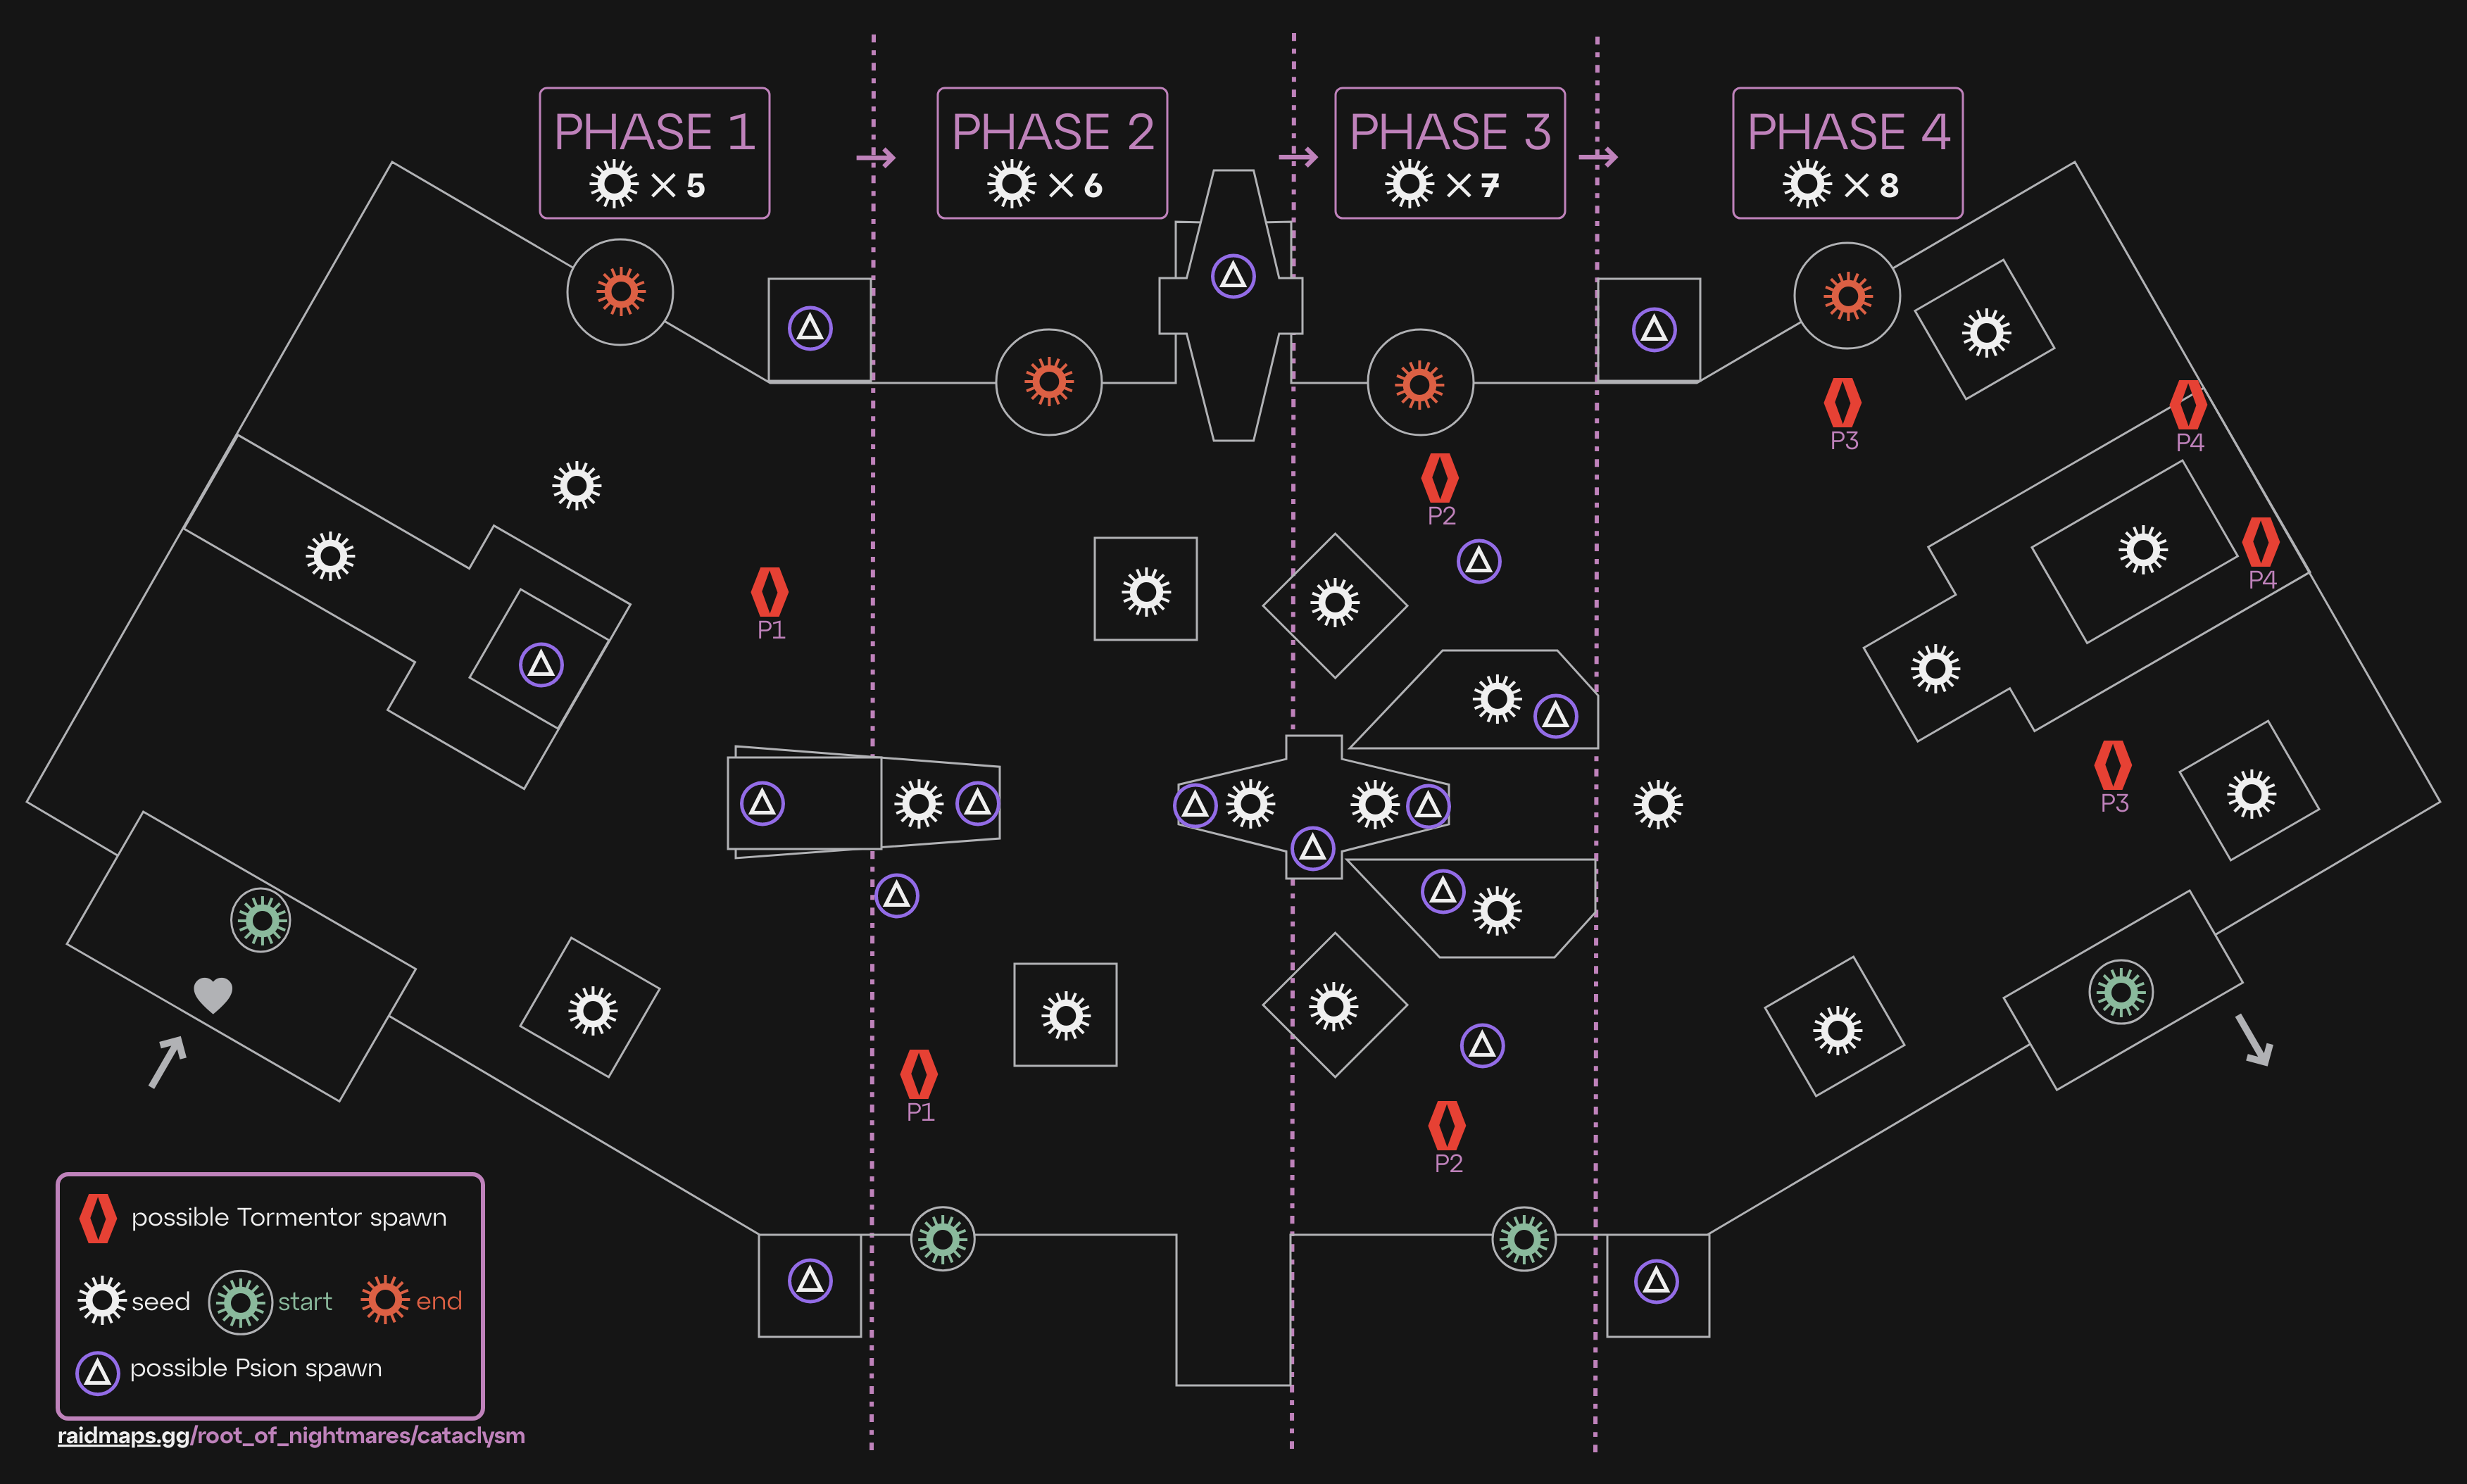 PHASE 1
× 5
PHASE 2
× 6
PHASE 3
× 7
PHASE 4
× 8
P3
P4
P2
P4
P1
P3
P1
P2
possible Tormentor spawn
seed start end
possible Psion spawn
raidmaps.gg/root_of_nightmares/cataclysm